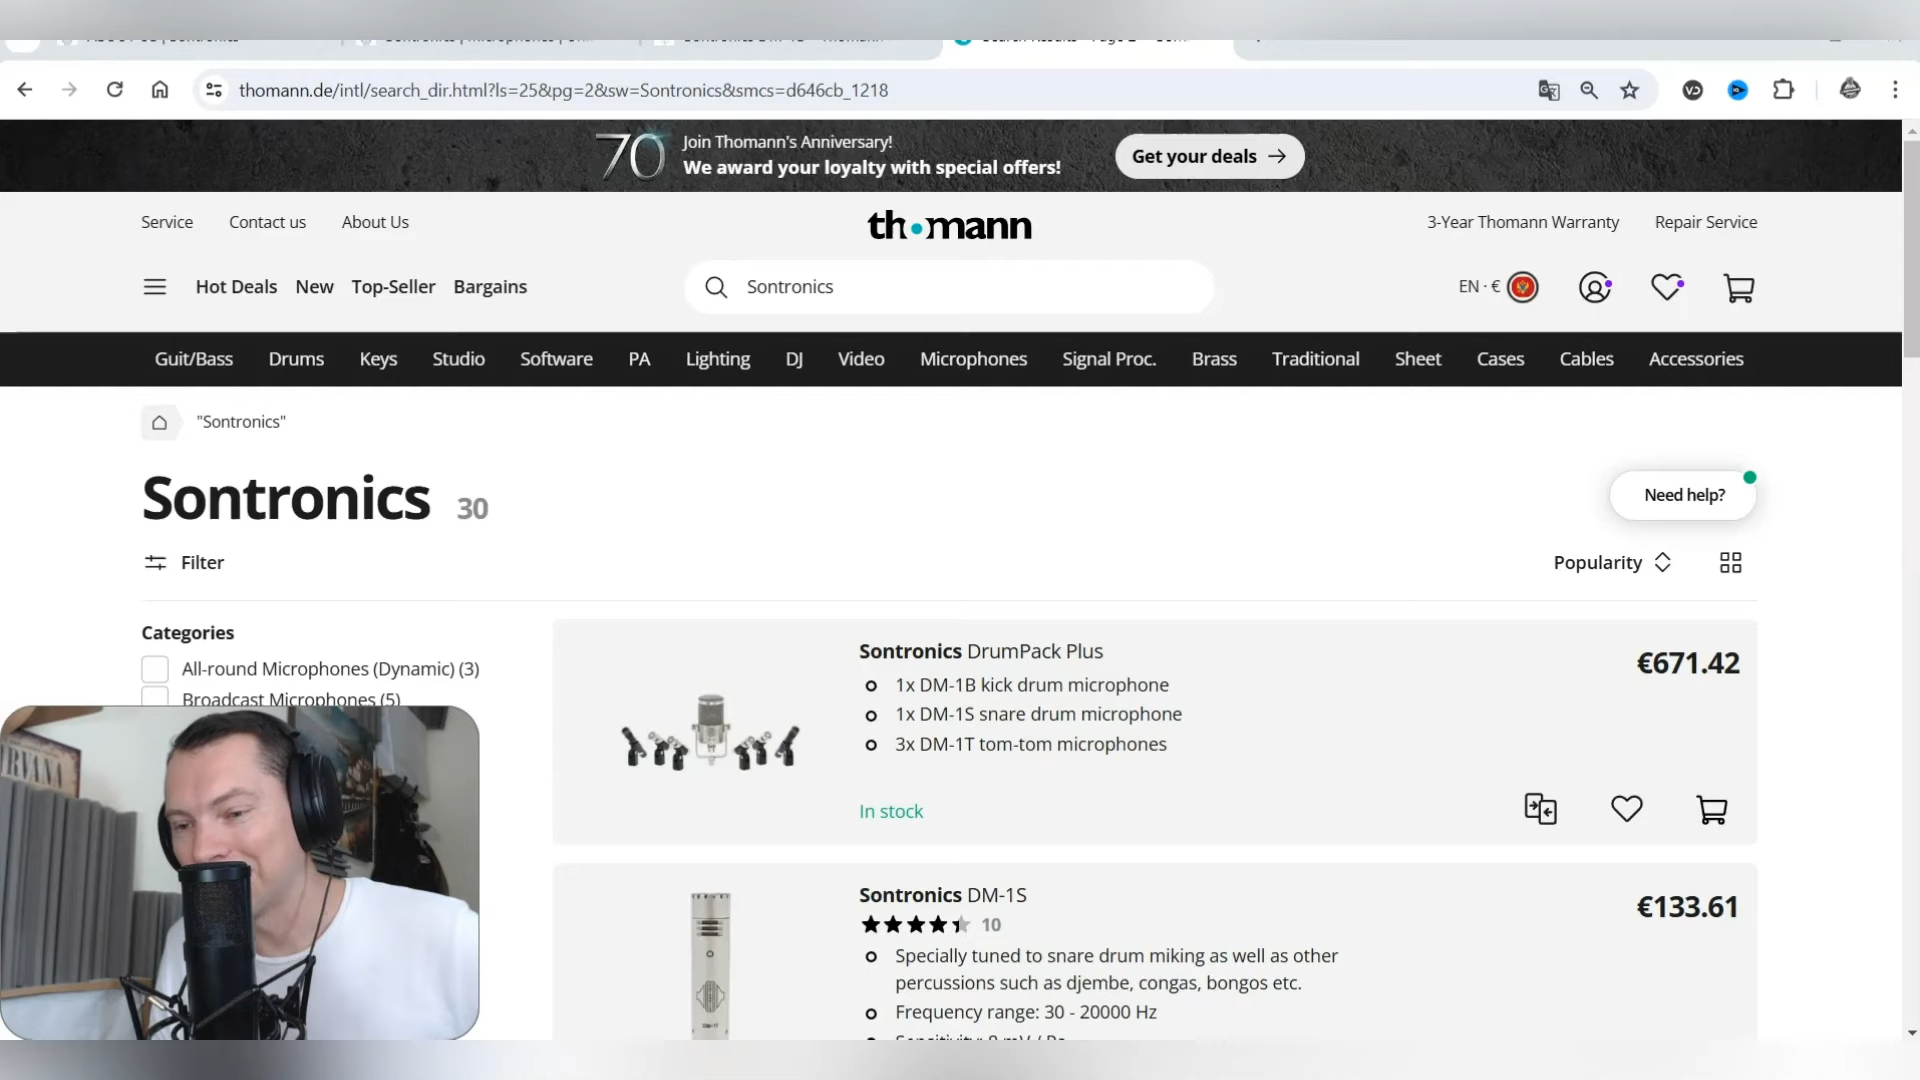 thomann.de/intl/search_dir.html?ls=25&pg=2&sw=Sontronics&smcs=d646cb_1218
70
Join Thomann's Anniversary!
We award your loyalty with special offers!
Get your deals →
Service
Contact us
About Us
th•mann
3-Year Thomann Warranty
Repair Service
Hot Deals
New
Top-Seller
Bargains
Sontronics
EN · €
Guit/Bass
Drums
Keys
Studio
Software
PA
Lighting
DJ
Video
Microphones
Signal Proc.
Brass
Traditional
Sheet
Cases
Cables
Accessories
"Sontronics"
Sontronics 30
Need help?
Filter
Popularity
Categories
All-round Microphones (Dynamic) (3)
Broadcast Microphones (5)
Sontronics DrumPack Plus
€671.42
1x DM-1B kick drum microphone
1x DM-1S snare drum microphone
3x DM-1T tom-tom microphones
In stock
Sontronics DM-1S
€133.61
10
Specially tuned to snare drum miking as well as other
percussions such as djembe, congas, bongos etc.
Frequency range: 30 - 20000 Hz